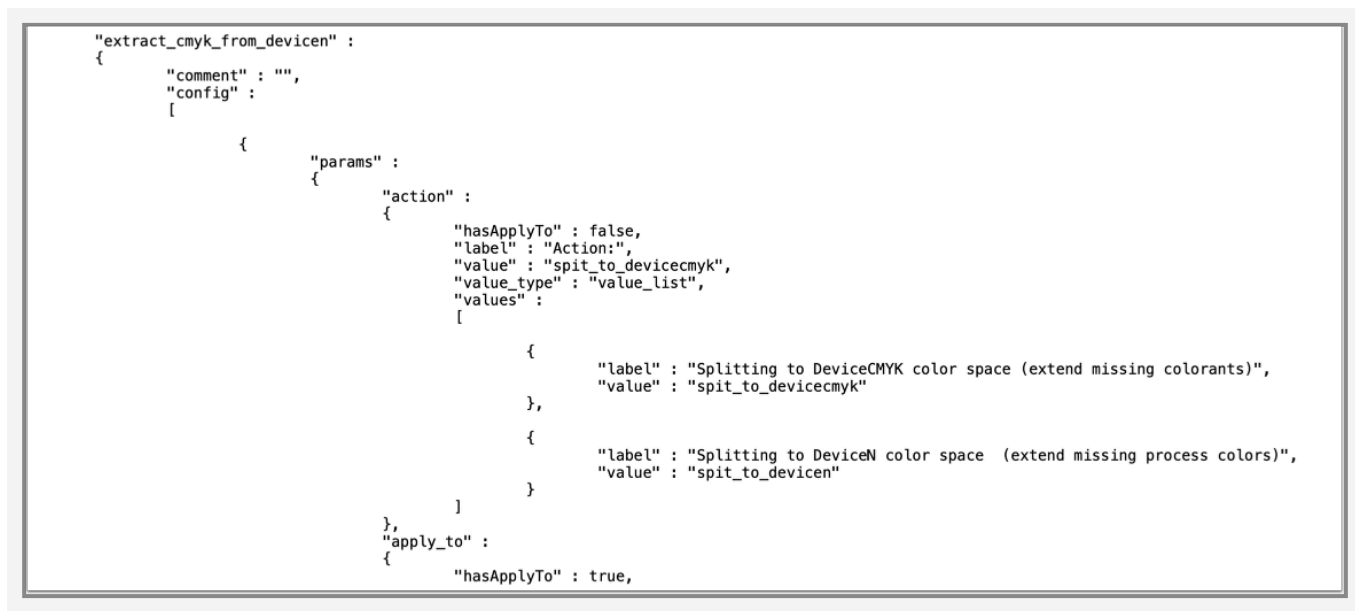 "extract_cmyk_from_devicen" :
{
"comment" : "",
"config" :
[
{
"params" :
{
"action" :
{
"hasApplyTo" : false,
"label" : "Action:",
"value" : "spit_to_devicecmyk",
"value_type" : "value_list",
"values" :
[
{
"label" : "Splitting to DeviceCMYK color space (extend missing colorants)",
"value" : "spit_to_devicecmyk"
},
{
"label" : "Splitting to DeviceN color space  (extend missing process colors)",
"value" : "spit_to_devicen"
}
]
},
"apply_to" :
{
"hasApplyTo" : true,